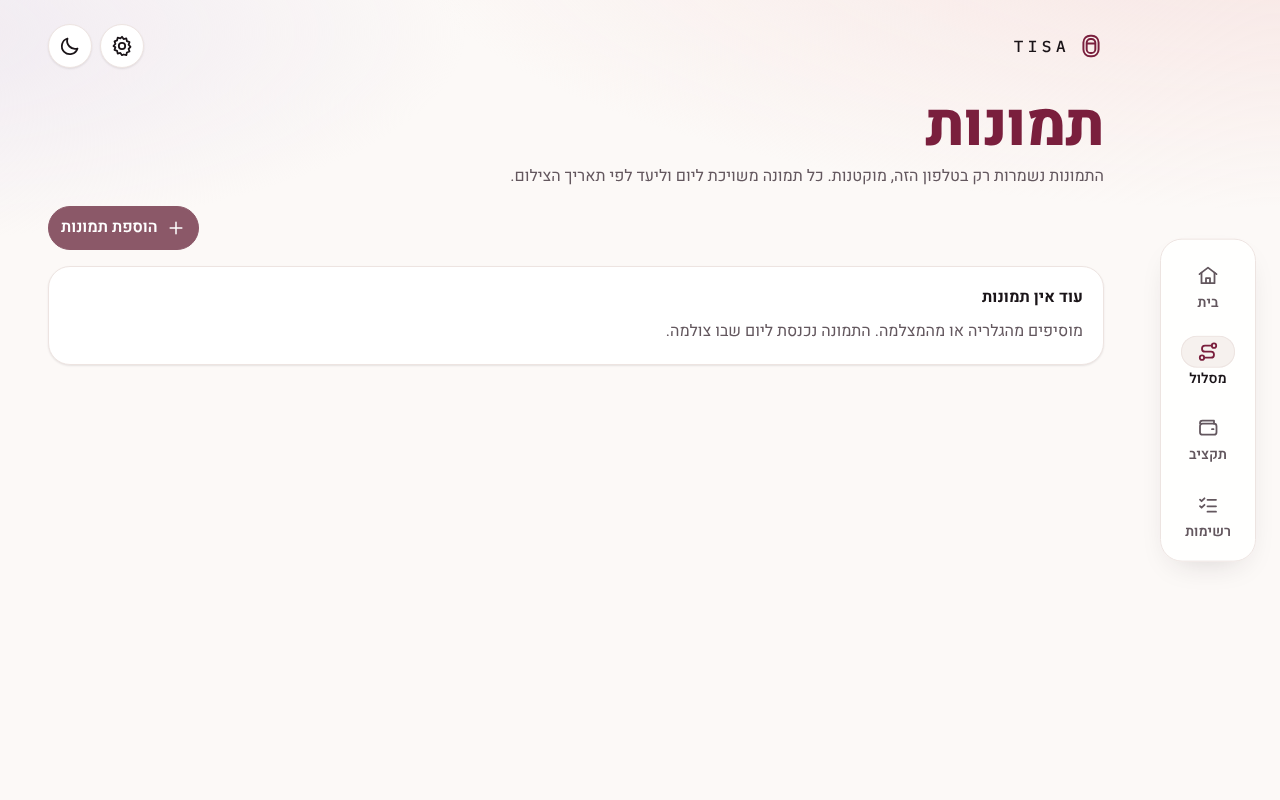 TISA
תמונות
התמונות נשמרות רק בטלפון הזה, מוקטנות. כל תמונה משויכת ליום וליעד לפי תאריך הצילום.
הוספת תמונות
עוד אין תמונות
מוסיפים מהגלריה או מהמצלמה. התמונה נכנסת ליום שבו צולמה.
בית
מסלול
תקציב
רשימות